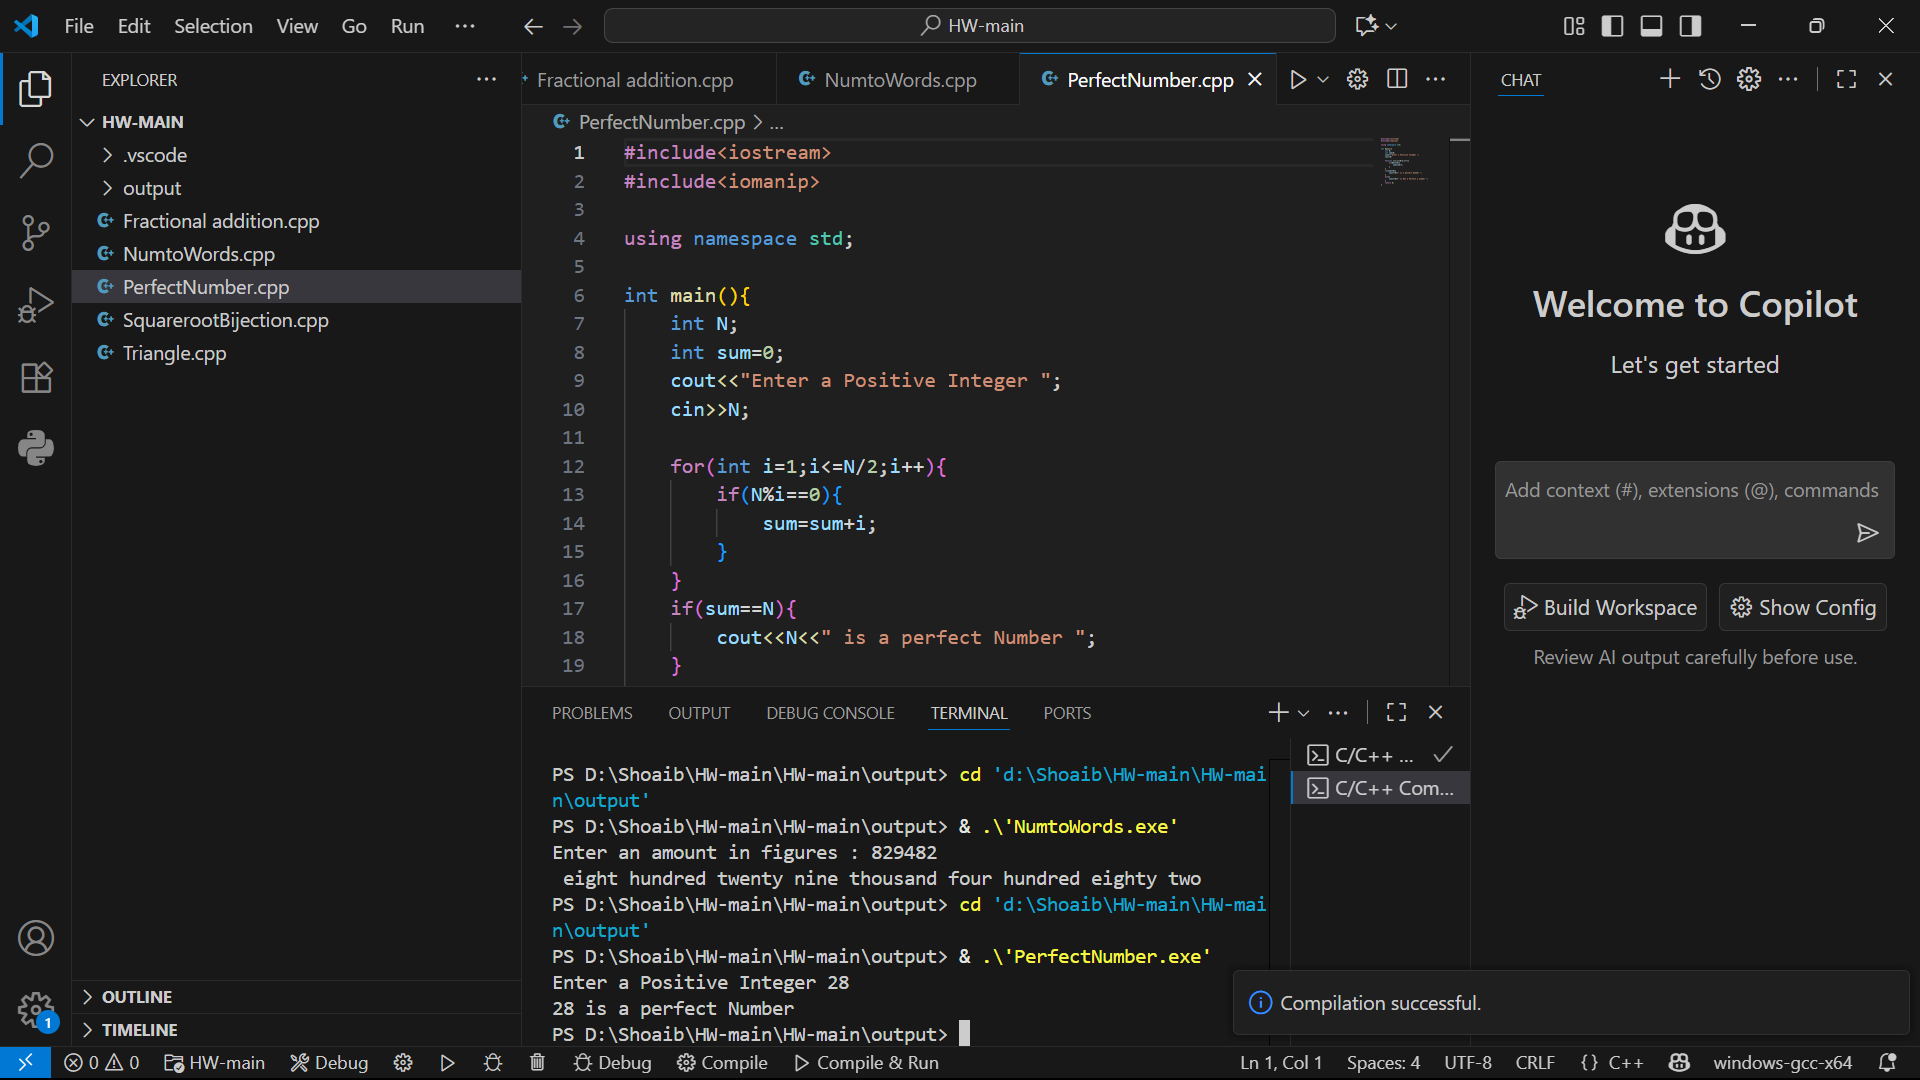 File Edit Selection View Go Run
HW-main
EXPLORER
HW-MAIN
.vscode
output
Fractional addition.cpp
NumtoWords.cpp
PerfectNumber.cpp
SquarerootBijection.cpp
Triangle.cpp
OUTLINE
TIMELINE
Fractional addition.cpp NumtoWords.cpp PerfectNumber.cpp
PerfectNumber.cpp > ...
1 #include<iostream>
2 #include<iomanip>
3
4 using namespace std;
5
6 int main(){
7 int N;
8 int sum=0;
9 cout<<"Enter a Positive Integer ";
10 cin>>N;
11
12 for(int i=1;i<=N/2;i++){
13 if(N%i==0){
14 sum=sum+i;
15 }
16 }
17 if(sum==N){
18 cout<<N<<" is a perfect Number ";
19 }
PROBLEMS OUTPUT DEBUG CONSOLE TERMINAL PORTS
PS D:\Shoaib\HW-main\HW-main\output> cd 'd:\Shoaib\HW-main\HW-mai
n\output'
PS D:\Shoaib\HW-main\HW-main\output> & .\'NumtoWords.exe'
Enter an amount in figures : 829482
eight hundred twenty nine thousand four hundred eighty two
PS D:\Shoaib\HW-main\HW-main\output> cd 'd:\Shoaib\HW-main\HW-mai
n\output'
PS D:\Shoaib\HW-main\HW-main\output> & .\'PerfectNumber.exe'
Enter a Positive Integer 28
28 is a perfect Number
PS D:\Shoaib\HW-main\HW-main\output>
C/C++ ...
C/C++ Com...
CHAT
Welcome to Copilot
Let's get started
Add context (#), extensions (@), commands
Build Workspace Show Config
Review AI output carefully before use.
Compilation successful.
1
0 0 HW-main Debug Debug Compile Compile & Run Ln 1, Col 1 Spaces: 4 UTF-8 CRLF {} C++ windows-gcc-x64